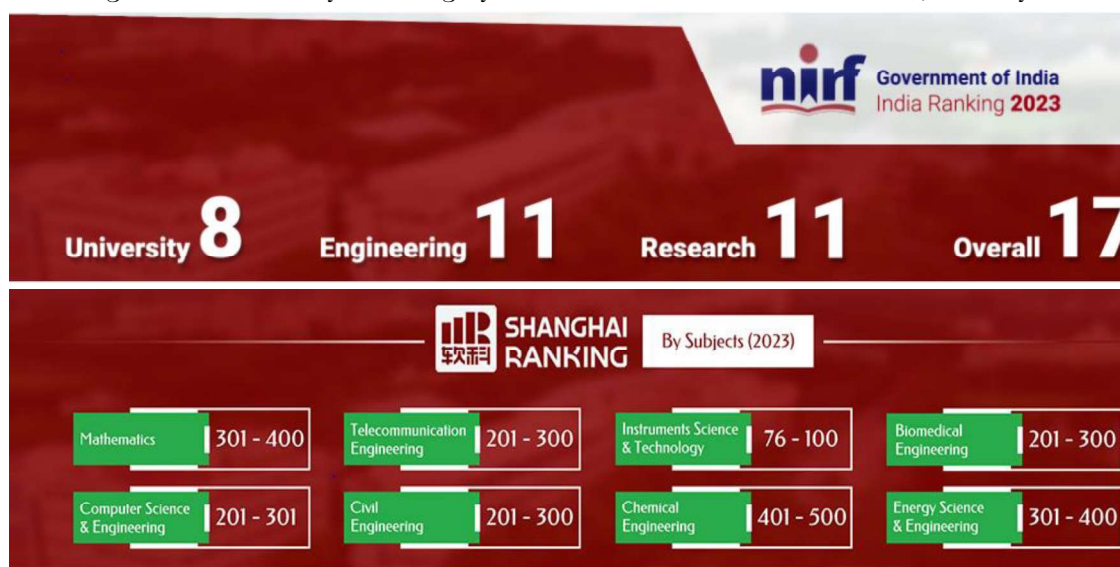 nirf Government of India
India Ranking 2023
University 8 Engineering 11 Research 11 Overall 17
软科 SHANGHAI
RANKING By Subjects (2023)
Mathematics 301 - 400
Telecommunication
Engineering 201 - 300
Instruments Science
& Technology 76 - 100
Biomedical
Engineering 201 - 300
Computer Science
& Engineering 201 - 301
Civil
Engineering 201 - 300
Chemical
Engineering 401 - 500
Energy Science
& Engineering 301 - 400